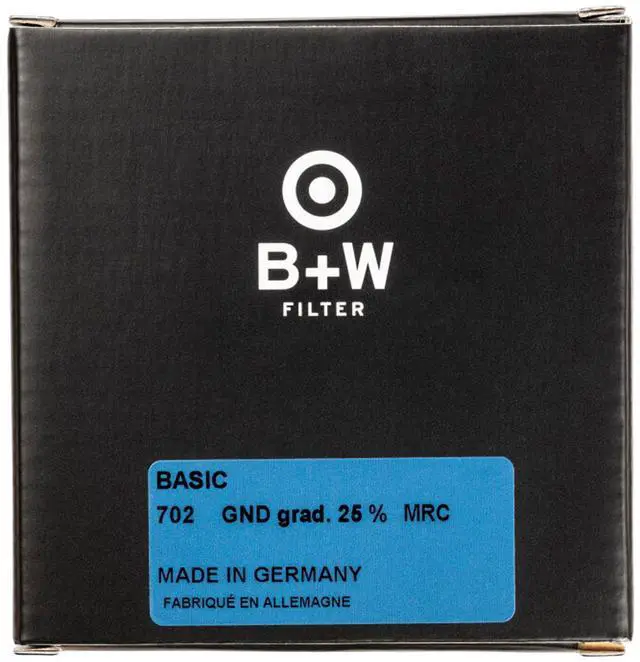 B+W
FILTER
BASIC
702 GND grad. 25 % MRC
MADE IN GERMANY
FABRIQUÉ EN ALLEMAGNE